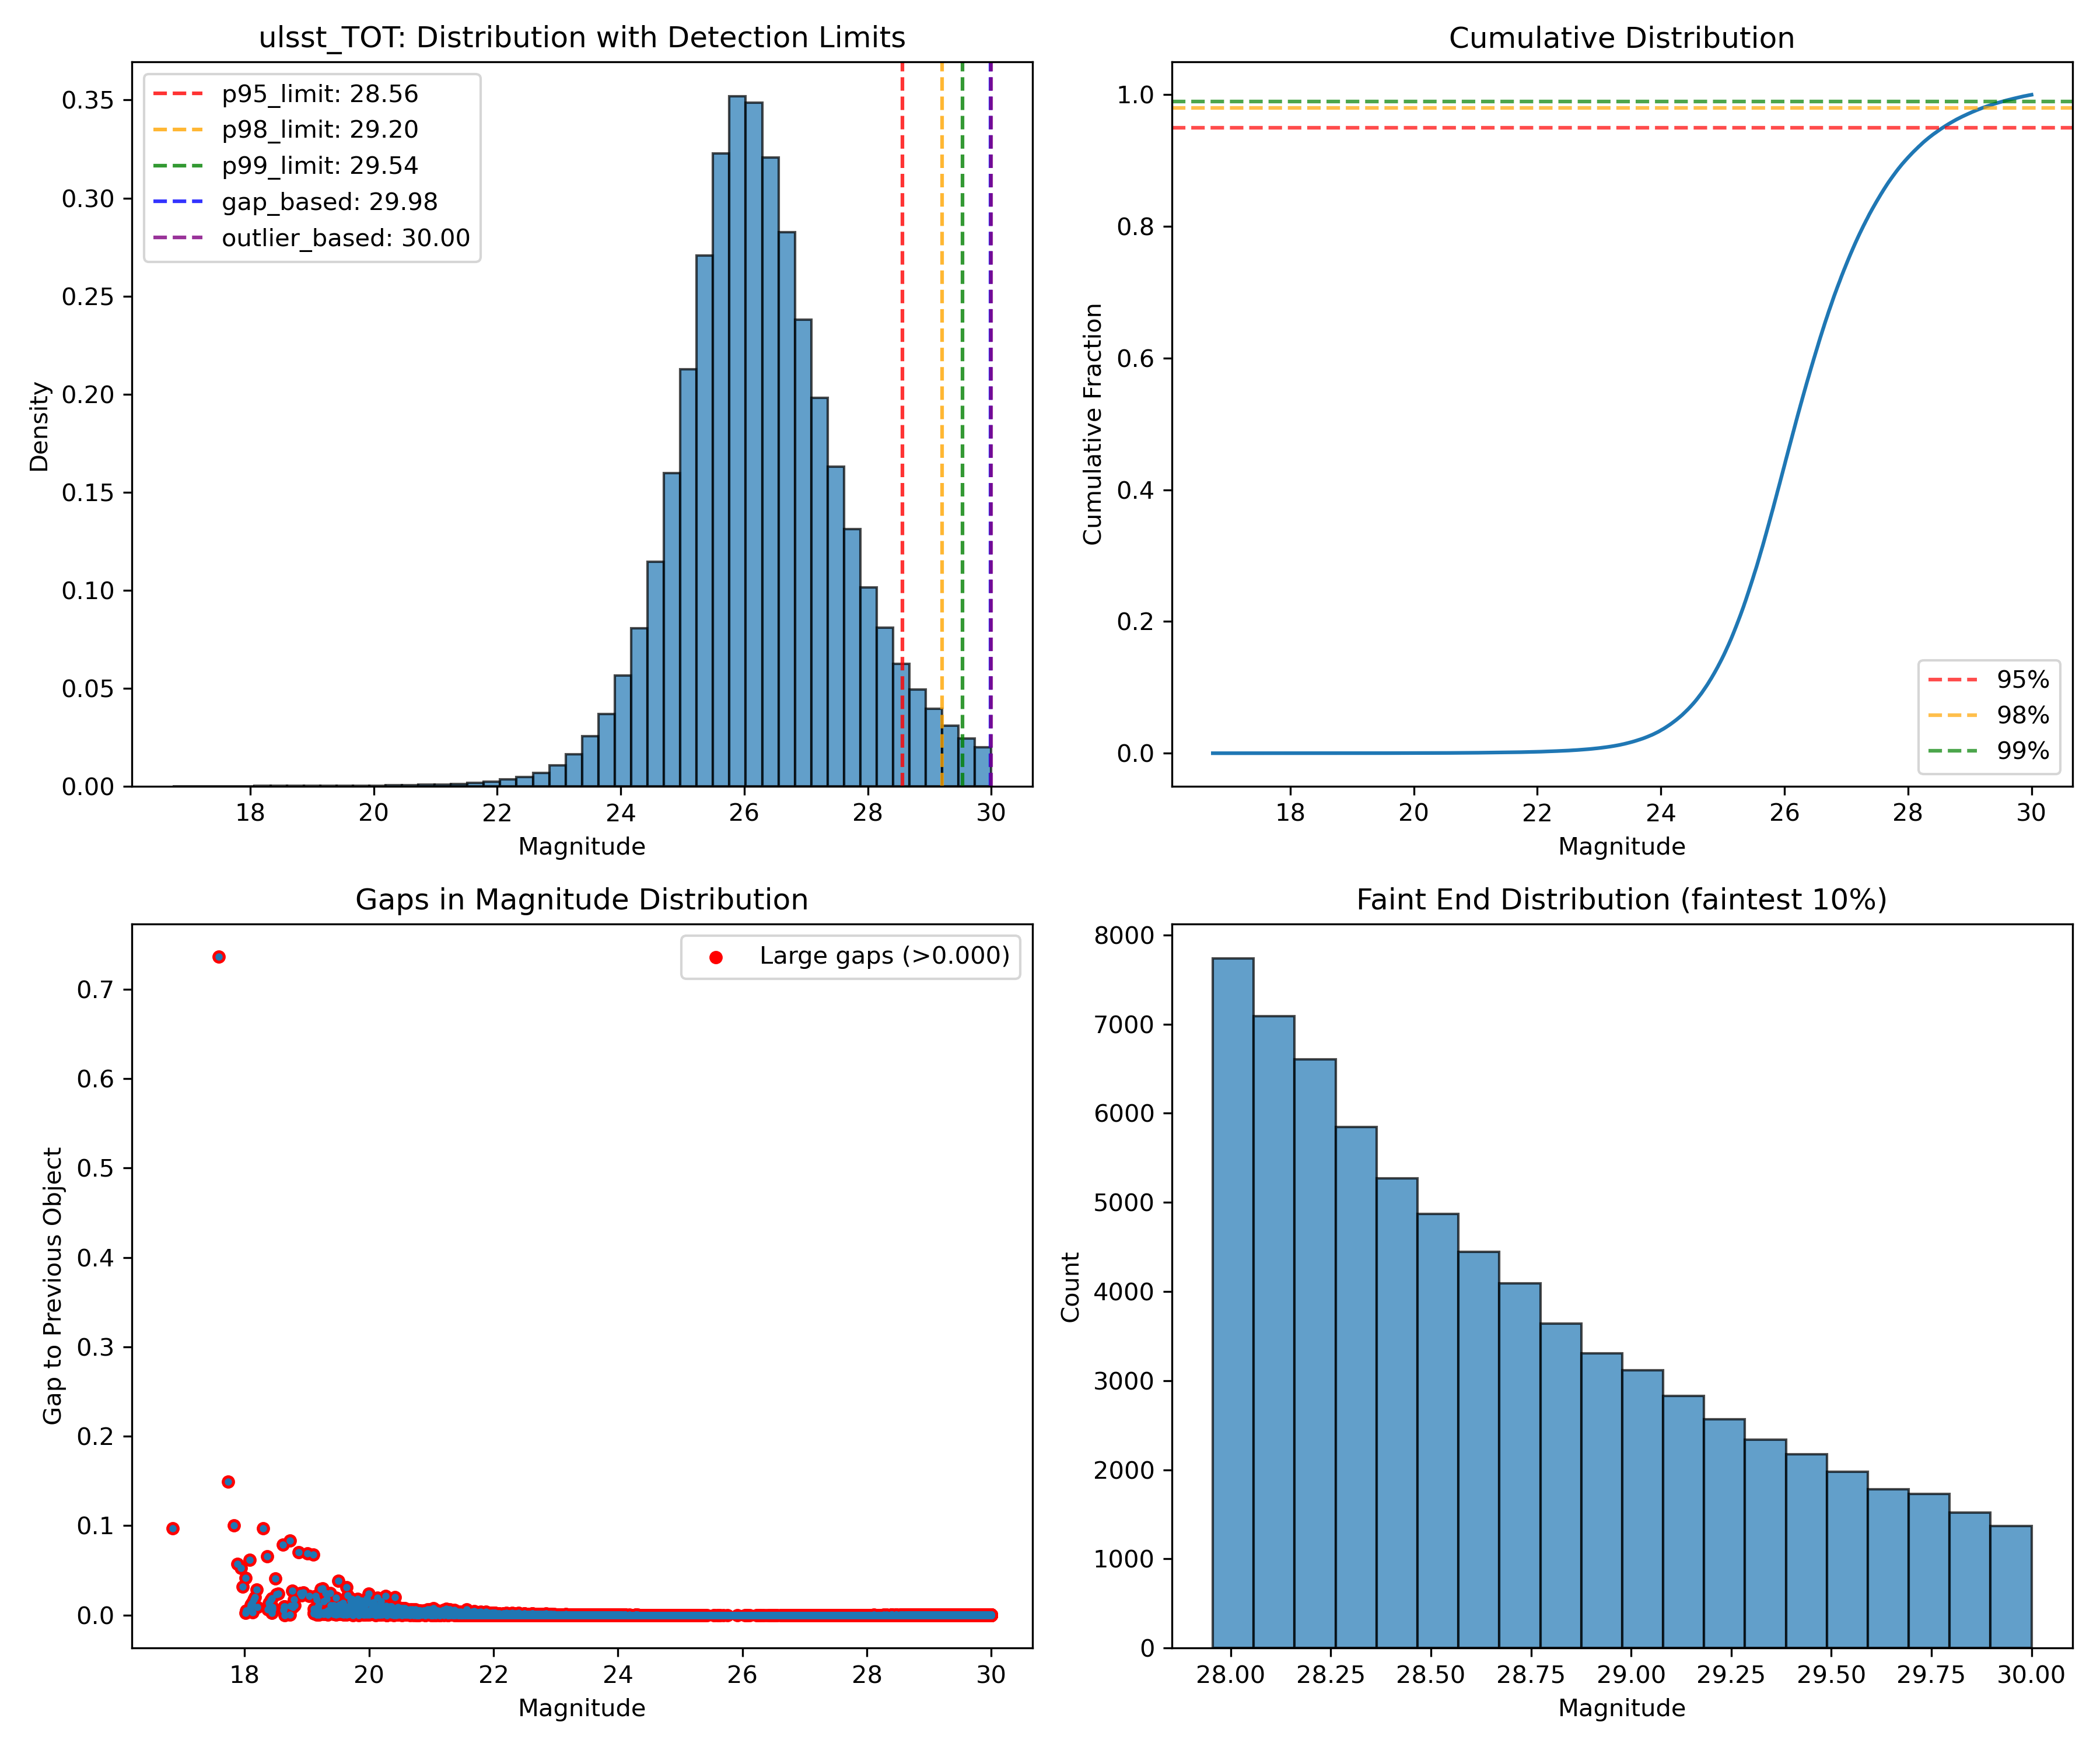 ulsst_TOT: Distribution with Detection Limits
p95_limit: 28.56
p98_limit: 29.20
p99_limit: 29.54
gap_based: 29.98
outlier_based: 30.00
0.35
0.30
0.25
0.20
0.15
0.10
0.05
0.00
Density
18 20 22 24 26 28 30
Magnitude
Cumulative Distribution
1.0
0.8
0.6
0.4
0.2
0.0
Cumulative Fraction
95%
98%
99%
18 20 22 24 26 28 30
Magnitude
Gaps in Magnitude Distribution
Large gaps (>0.000)
0.7
0.6
0.5
0.4
0.3
0.2
0.1
0.0
Gap to Previous Object
18 20 22 24 26 28 30
Magnitude
Faint End Distribution (faintest 10%)
8000
7000
6000
5000
4000
3000
2000
1000
0
Count
28.00 28.25 28.50 28.75 29.00 29.25 29.50 29.75 30.00
Magnitude